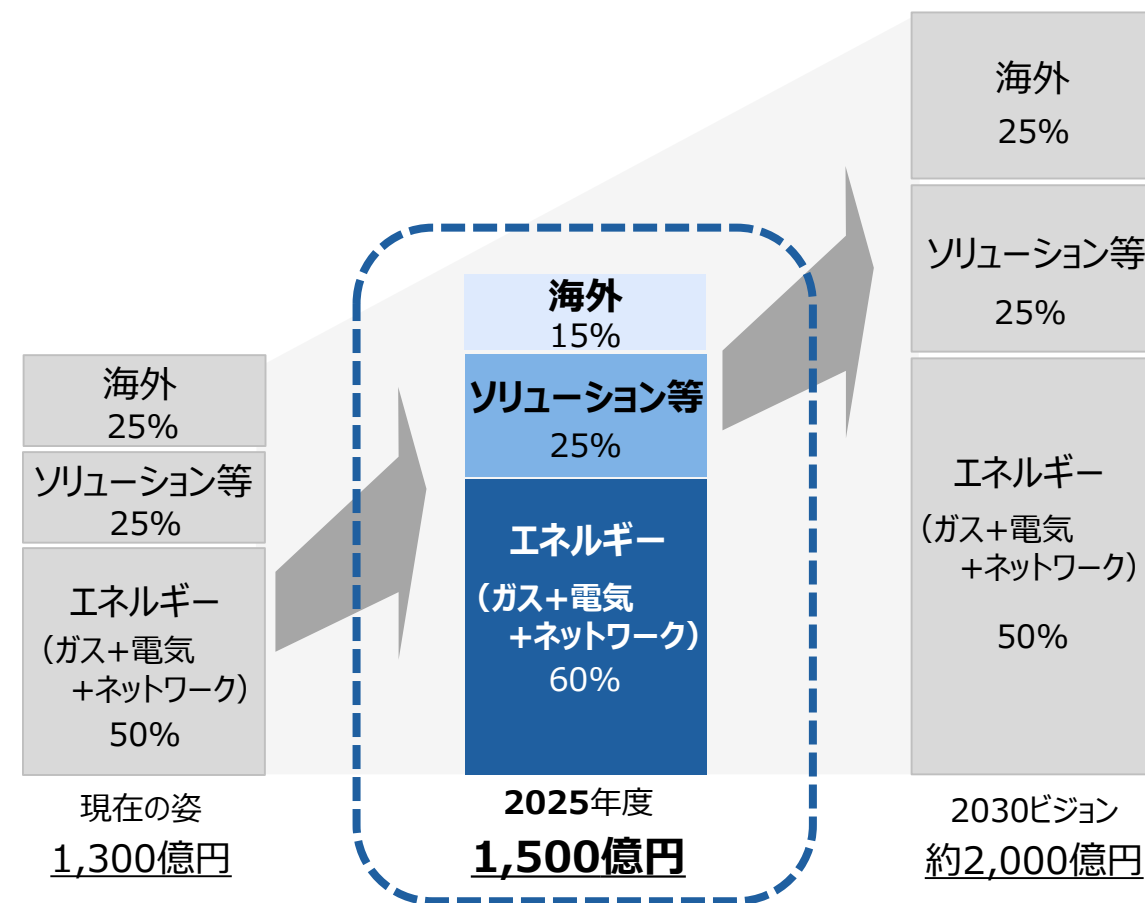 海外
25%
ソリューション等
25%
エネルギー
（ガス+電気
+ネットワーク）
50%
現在の姿
1,300億円
海外
15%
ソリューション等
25%
エネルギー
（ガス+電気
+ネットワーク）
60%
2025年度
1,500億円
海外
25%
ソリューション等
25%
エネルギー
（ガス+電気
+ネットワーク）
50%
2030ビジョン
約2,000億円